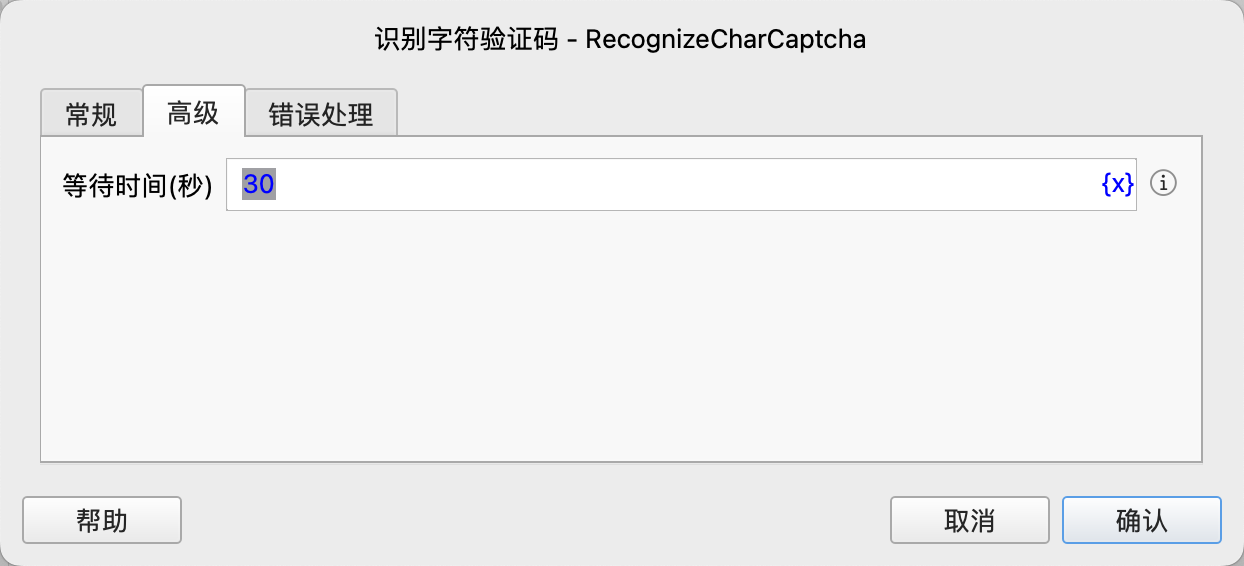 识别字符验证码 - RecognizeCharCaptcha
常规 高级 错误处理
等待时间(秒) 30 {x} i
帮助 取消 确认